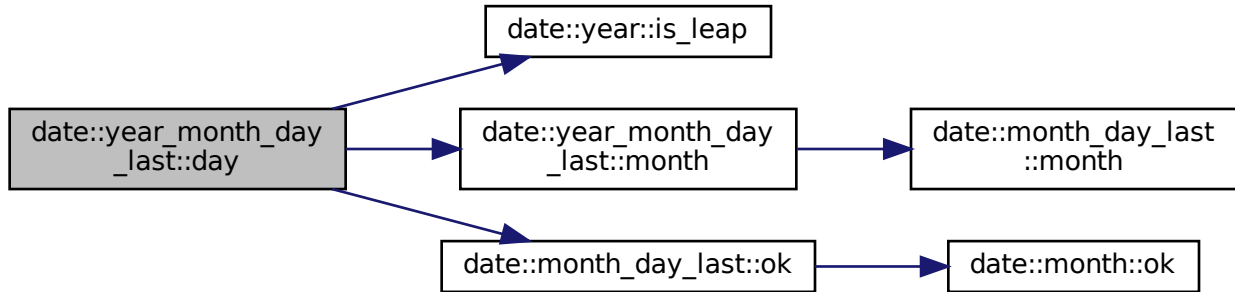 date::year::is_leap
date::year_month_day
_last::day
date::year_month_day
_last::month
date::month_day_last
::month
date::month_day_last::ok
date::month::ok